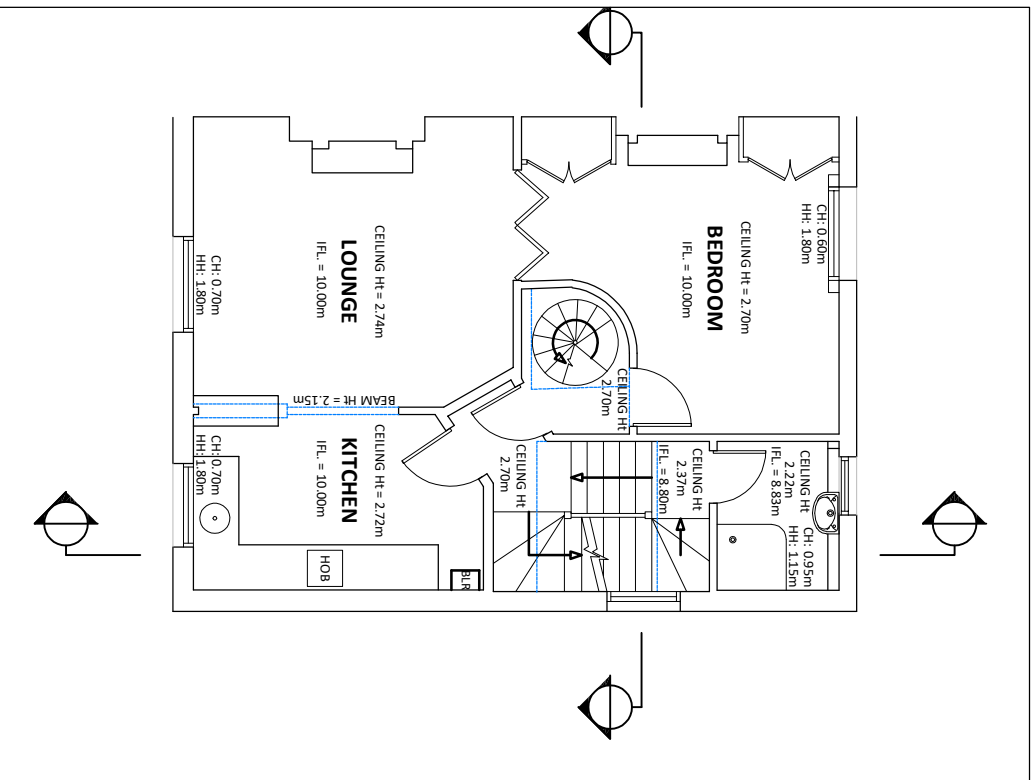 CH: 0.60m
HH: 1.80m
CEILING Ht = 2.70m
BEDROOM
IFL. = 10.00m
CEILING Ht = 2.74m
LOUNGE
IFL. = 10.00m
CH: 0.70m
HH: 1.80m
CEILING Ht
2.70m
BEAM Ht = 2.15m
CEILING Ht = 2.72m
KITCHEN
IFL. = 10.00m
CH: 0.70m
HH: 1.80m
CEILING Ht
2.70m
CEILING Ht
2.37m
IFL. = 8.80m
CEILING Ht
2.22m
IFL. = 8.83m
CH: 0.95m
HH: 1.15m
HOB
BLR